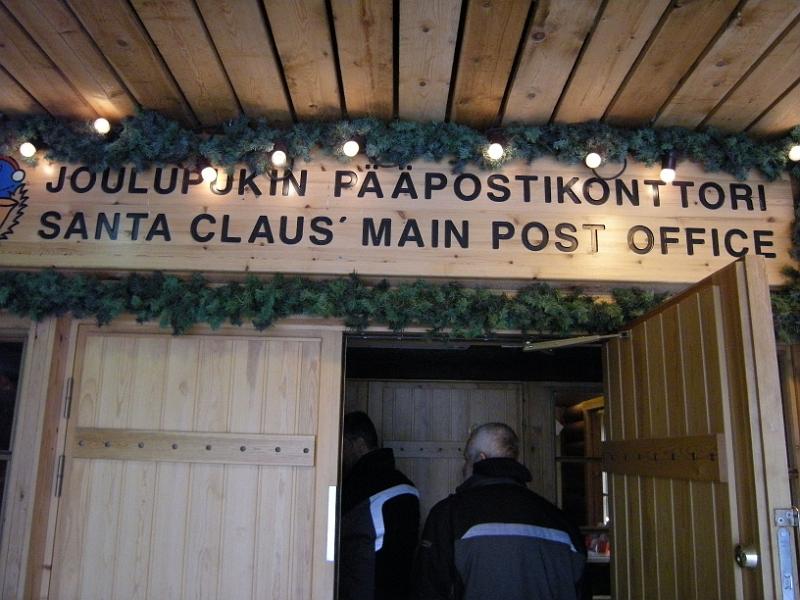 JOULUPUKIN PÄÄPOSTIKONTTORI
SANTA CLAUS´ MAIN POST OFFICE